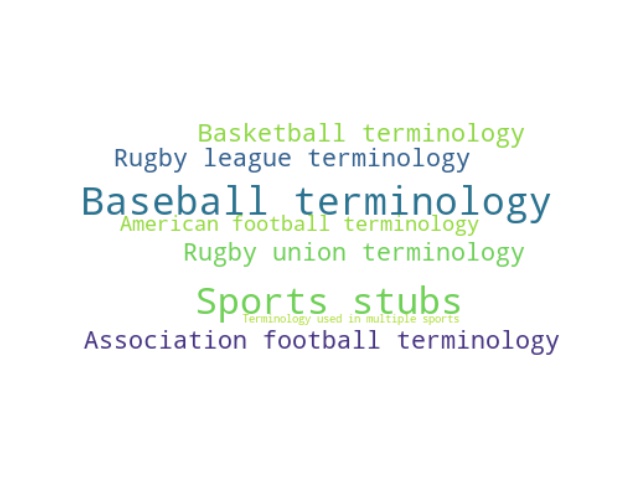 Basketball terminology
Rugby league terminology
Baseball terminology
American football terminology
Rugby union terminology
Sports stubs
Terminology used in multiple sports
Association football terminology